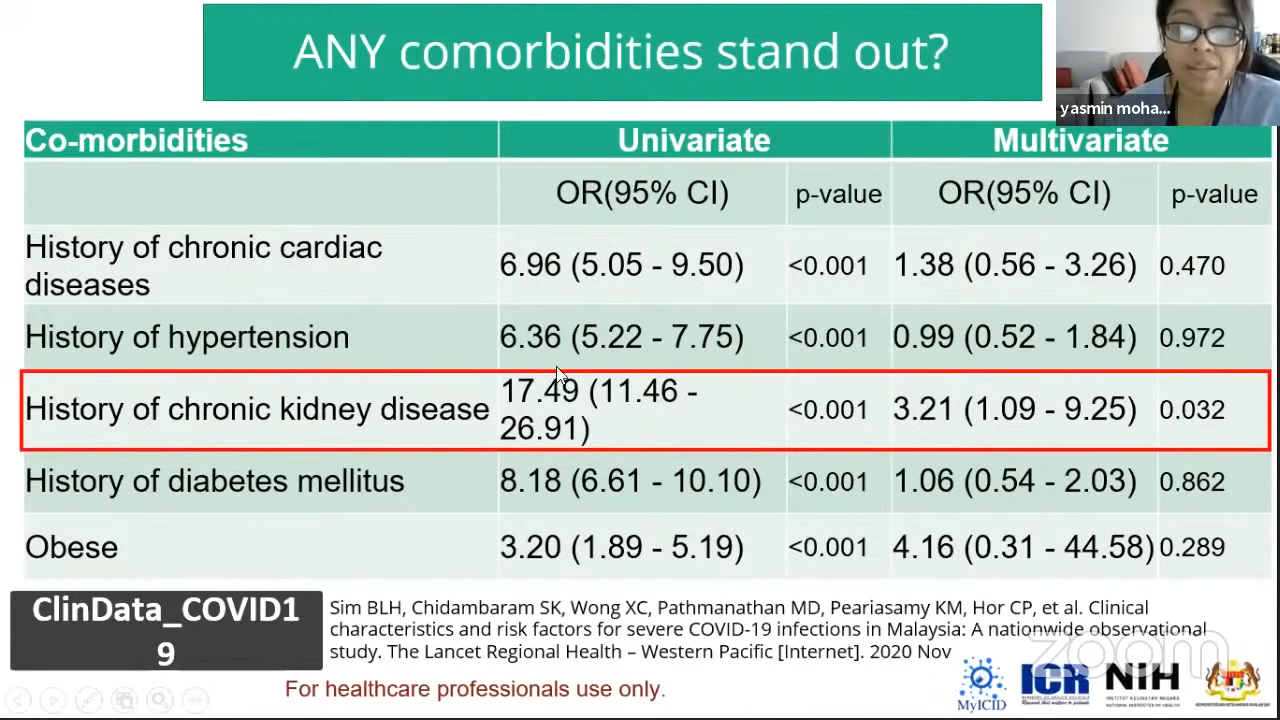 ANY comorbidities stand out?
yasmin moha...
Co-morbidities Univariate Multivariate
OR(95% CI) p-value OR(95% CI) p-value
History of chronic cardiac
diseases
6.96 (5.05 - 9.50) <0.001 1.38 (0.56 - 3.26) 0.470
History of hypertension 6.36 (5.22 - 7.75) <0.001 0.99 (0.52 - 1.84) 0.972
History of chronic kidney disease
17.49 (11.46 -
26.91)
<0.001 3.21 (1.09 - 9.25) 0.032
History of diabetes mellitus 8.18 (6.61 - 10.10) <0.001 1.06 (0.54 - 2.03) 0.862
Obese 3.20 (1.89 - 5.19) <0.001 4.16 (0.31 - 44.58) 0.289
ClinData_COVID1
9
Sim BLH, Chidambaram SK, Wong XC, Pathmanathan MD, Peariasamy KM, Hor CP, et al. Clinical
characteristics and risk factors for severe COVID-19 infections in Malaysia: A nationwide observational
study. The Lancet Regional Health – Western Pacific [Internet]. 2020 Nov
zoom
For healthcare professionals use only.
MyICID
ICR
NIH